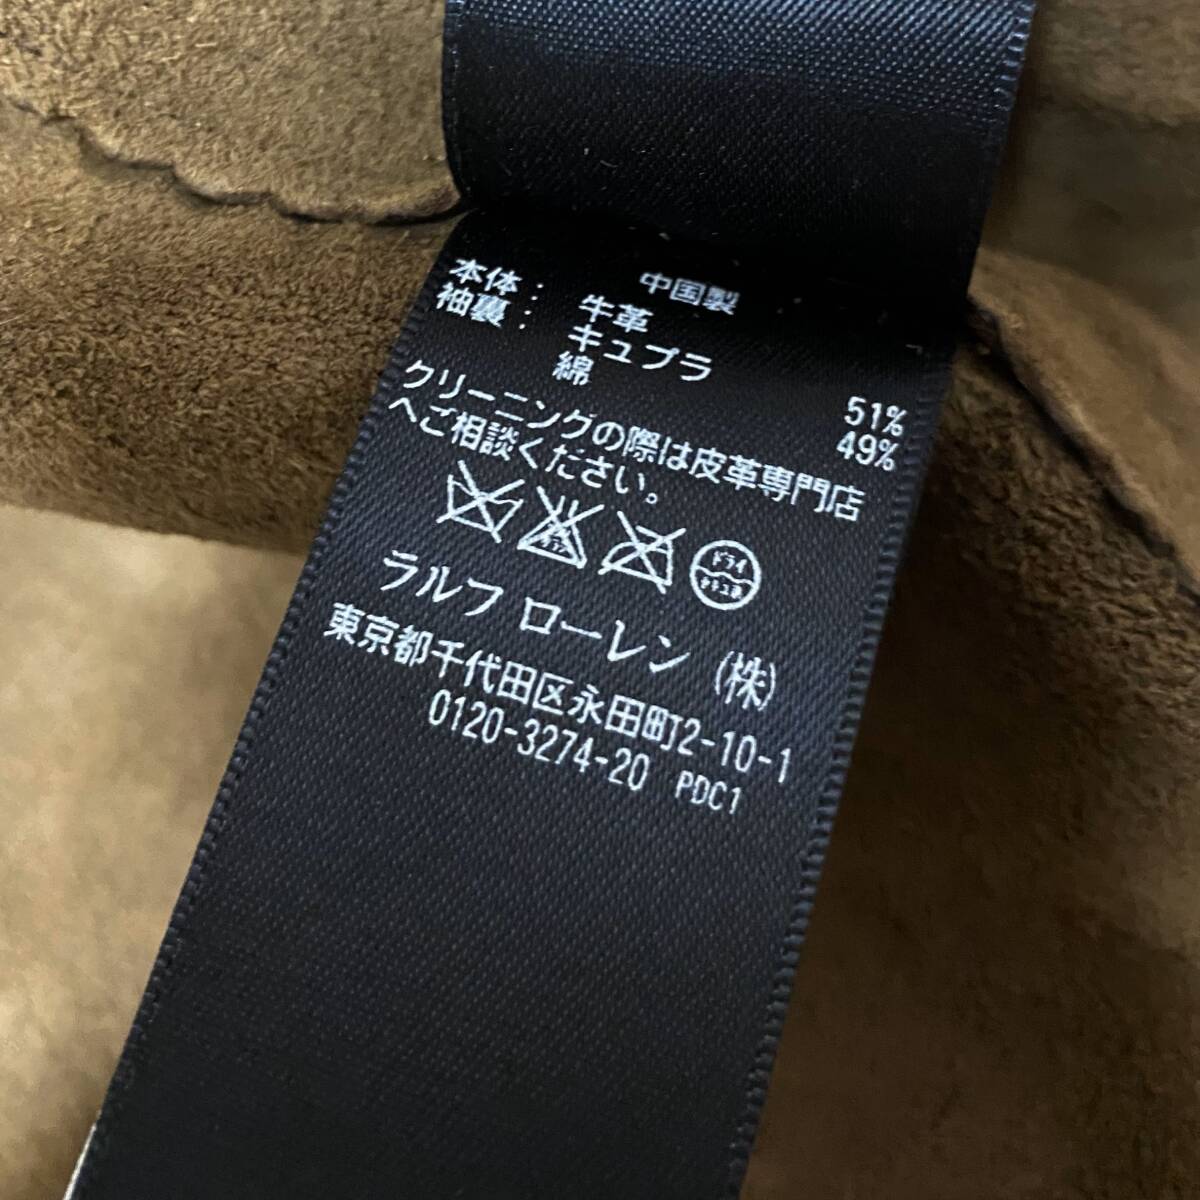 中国製
本体： 牛革
袖裏： キュプラ 51%
綿 49%
クリーニングの際は皮革専門店
へご相談ください。
ドライ
ラルフ ローレン (株)
東京都千代田区永田町2-10-1
0120-3274-20 PDC1